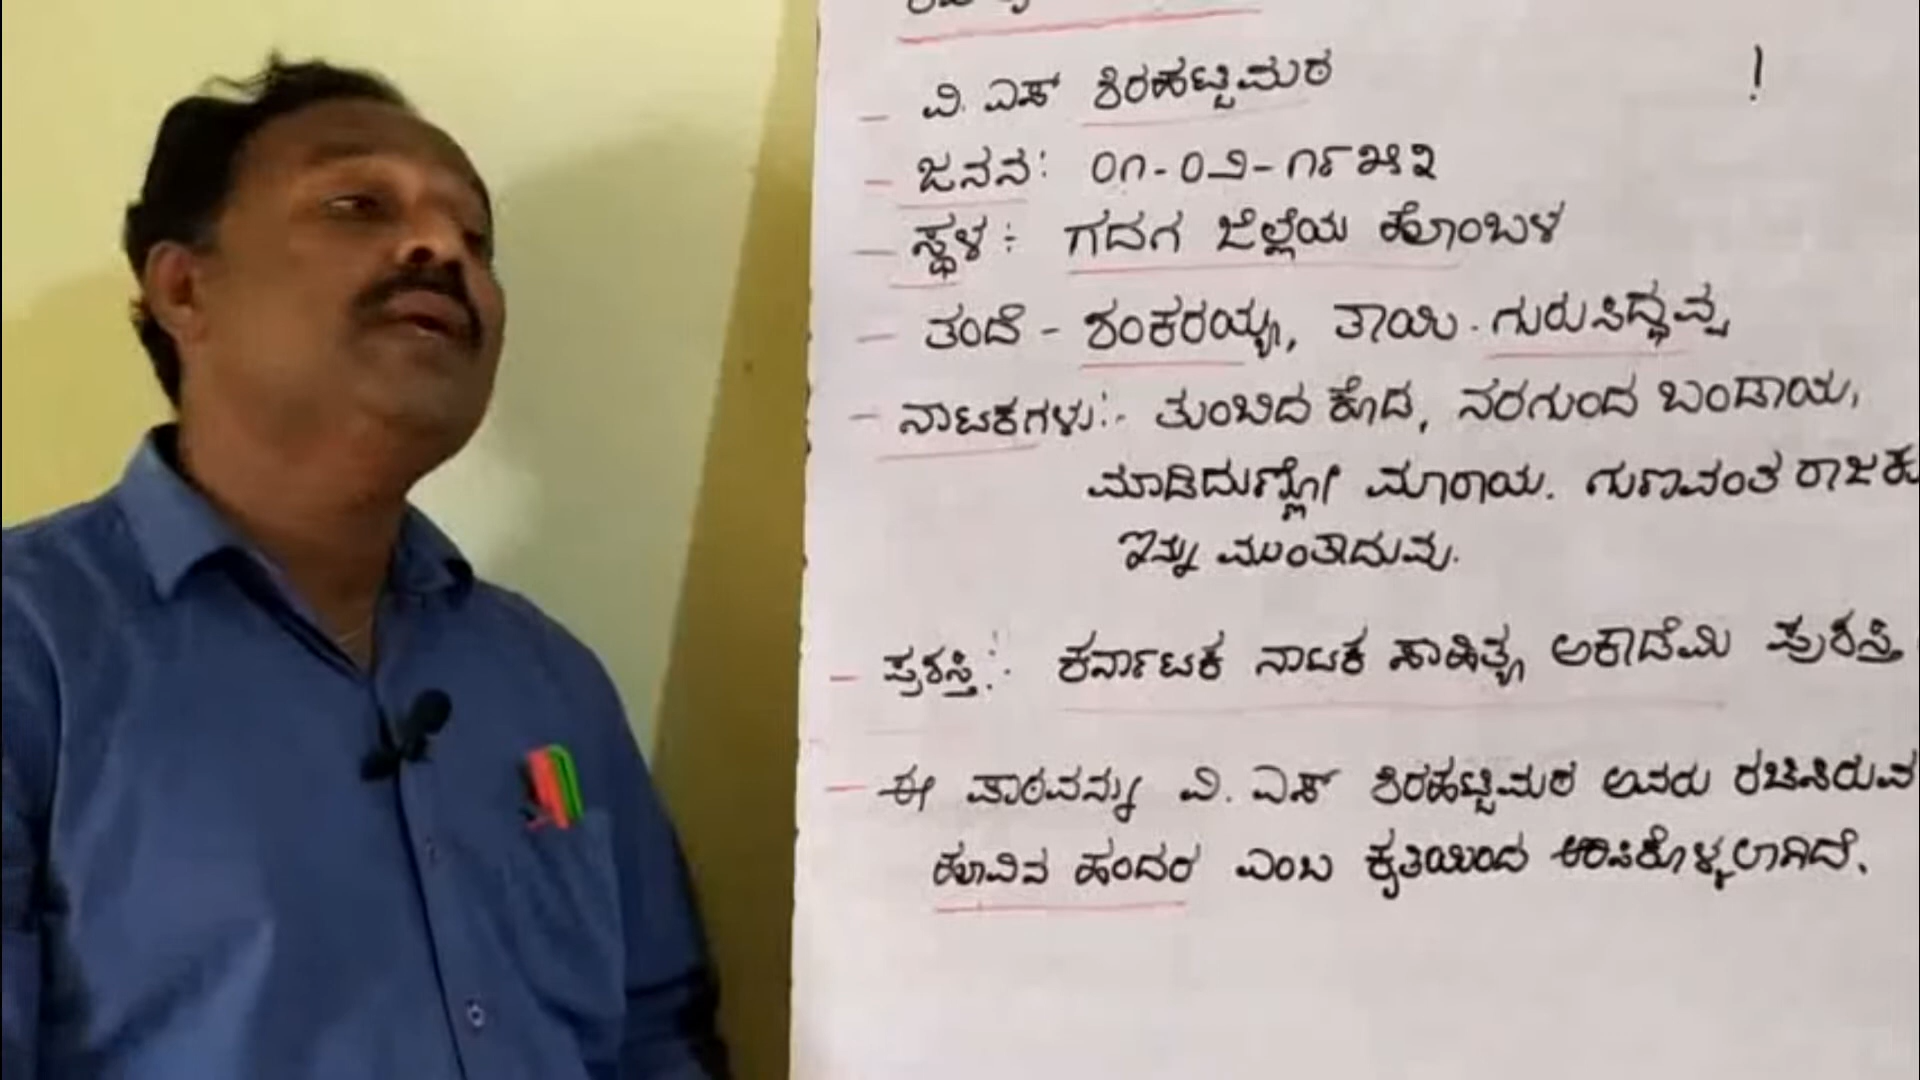 – ವಿ. ಎಸ್ ಶಿರಹಟ್ಟಿಮಠ !
– ಜನನ: ೦೧-೦೨-೧೯೫೨
– ಸ್ಥಳ : ಗದಗ ಜಿಲ್ಲೆಯ ಹೊಂಬಳ
– ತಂದೆ – ಶಂಕರಯ್ಯ, ತಾಯಿ - ಗುರುಸಿದ್ಧವ್ವ
– ನಾಟಕಗಳು:- ತುಂಬಿದ ಕೊಡ, ನರಗುಂದ ಬಂಡಾಯ,
ಮಾಡಿದುಣ್ಣೋ ಮಾರಾಯ. ಗುಣವಂತ ರಾಜಕು
ಇನ್ನು ಮುಂತಾದುವು.
– ಪ್ರಶಸ್ತಿ:- ಕರ್ನಾಟಕ ನಾಟಕ ಸಾಹಿತ್ಯ ಅಕಾದೆಮಿ ಪ್ರಶಸ್ತಿ
– ಈ ಪಾಠವನ್ನು ವಿ. ಎಸ್ ಶಿರಹಟ್ಟಿಮಠ ಅವರು ರಚಿಸಿರುವ
ಹೂವಿನ ಹಂದರ ಎಂಬ ಕೃತಿಯಿಂದ ಆರಿಸಿಕೊಳ್ಳಲಾಗಿದೆ.